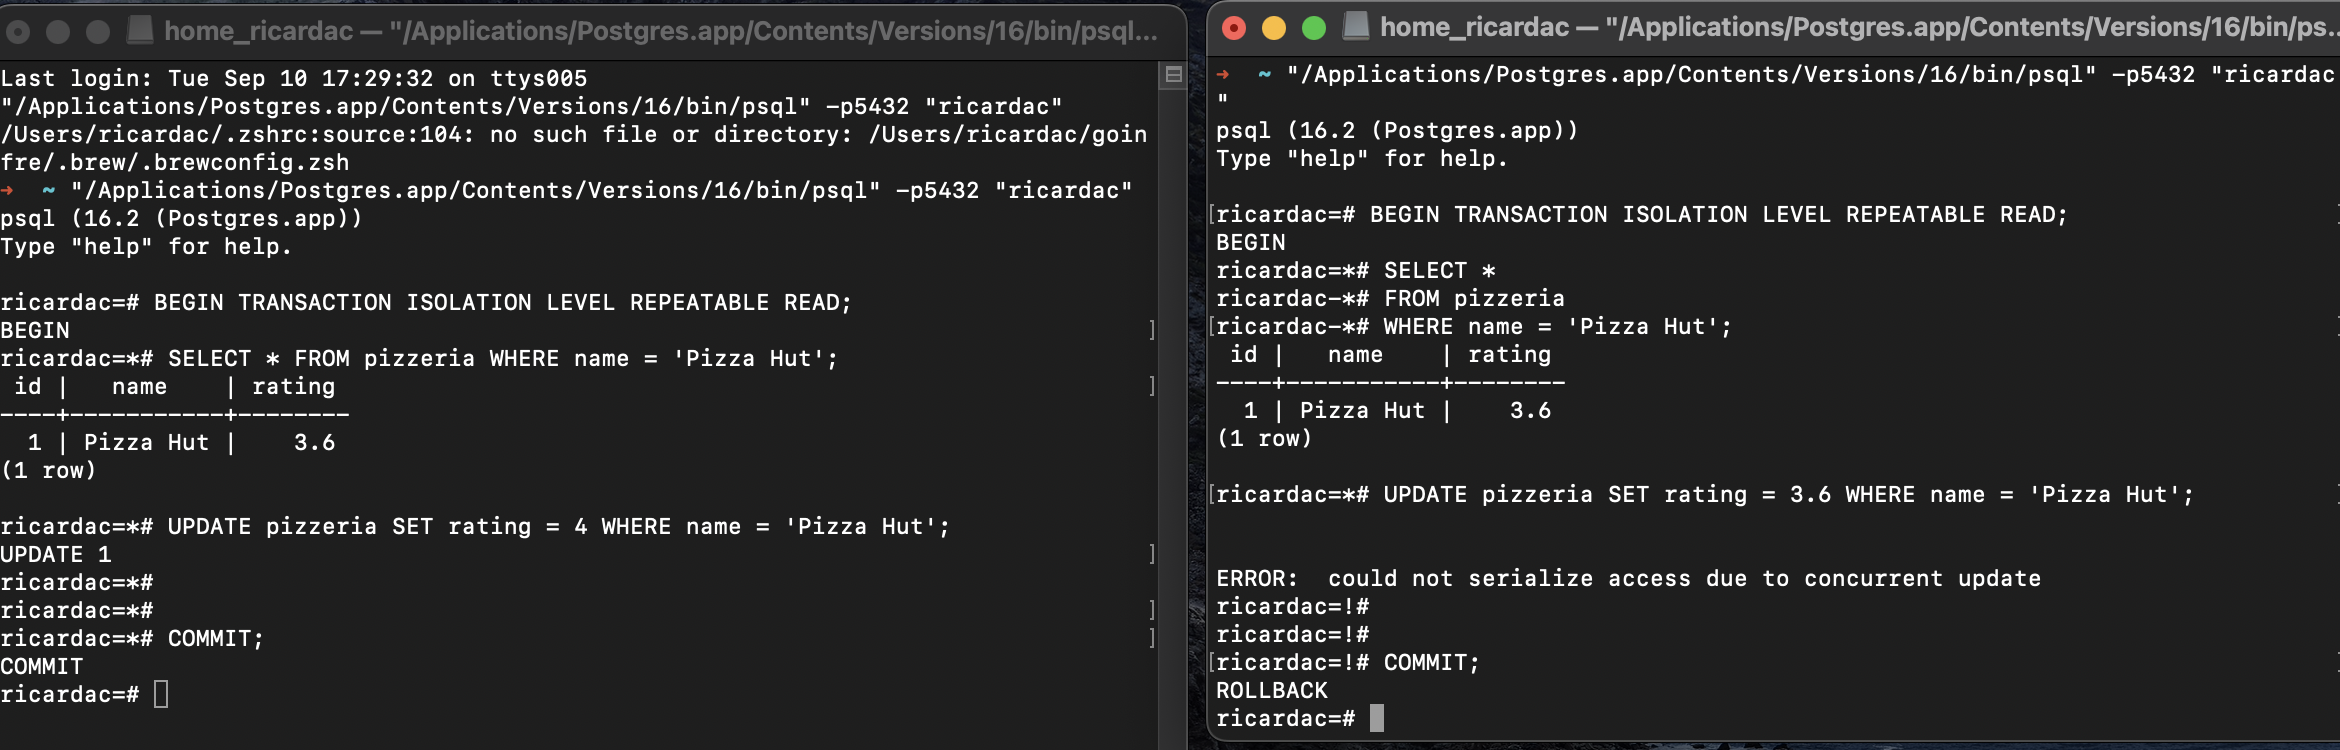 home_ricardac — "/Applications/Postgres.app/Contents/Versions/16/bin/psql...
Last login: Tue Sep 10 17:29:32 on ttys005
"/Applications/Postgres.app/Contents/Versions/16/bin/psql" -p5432 "ricardac"
/Users/ricardac/.zshrc:source:104: no such file or directory: /Users/ricardac/goin
fre/.brew/.brewconfig.zsh
➜  ~ "/Applications/Postgres.app/Contents/Versions/16/bin/psql" -p5432 "ricardac"
psql (16.2 (Postgres.app))
Type "help" for help.
ricardac=# BEGIN TRANSACTION ISOLATION LEVEL REPEATABLE READ;
BEGIN
ricardac=*# SELECT * FROM pizzeria WHERE name = 'Pizza Hut';
 id |   name    | rating
----+-----------+--------
  1 | Pizza Hut |    3.6
(1 row)
ricardac=*# UPDATE pizzeria SET rating = 4 WHERE name = 'Pizza Hut';
UPDATE 1
ricardac=*#
ricardac=*#
ricardac=*# COMMIT;
COMMIT
ricardac=#
home_ricardac — "/Applications/Postgres.app/Contents/Versions/16/bin/ps...
➜  ~ "/Applications/Postgres.app/Contents/Versions/16/bin/psql" -p5432 "ricardac
"
psql (16.2 (Postgres.app))
Type "help" for help.
[ricardac=# BEGIN TRANSACTION ISOLATION LEVEL REPEATABLE READ;
BEGIN
ricardac=*# SELECT *
ricardac-*# FROM pizzeria
[ricardac-*# WHERE name = 'Pizza Hut';
 id |   name    | rating
----+-----------+--------
  1 | Pizza Hut |    3.6
(1 row)
[ricardac=*# UPDATE pizzeria SET rating = 3.6 WHERE name = 'Pizza Hut';
ERROR:  could not serialize access due to concurrent update
ricardac=!#
ricardac=!#
[ricardac=!# COMMIT;
ROLLBACK
ricardac=#